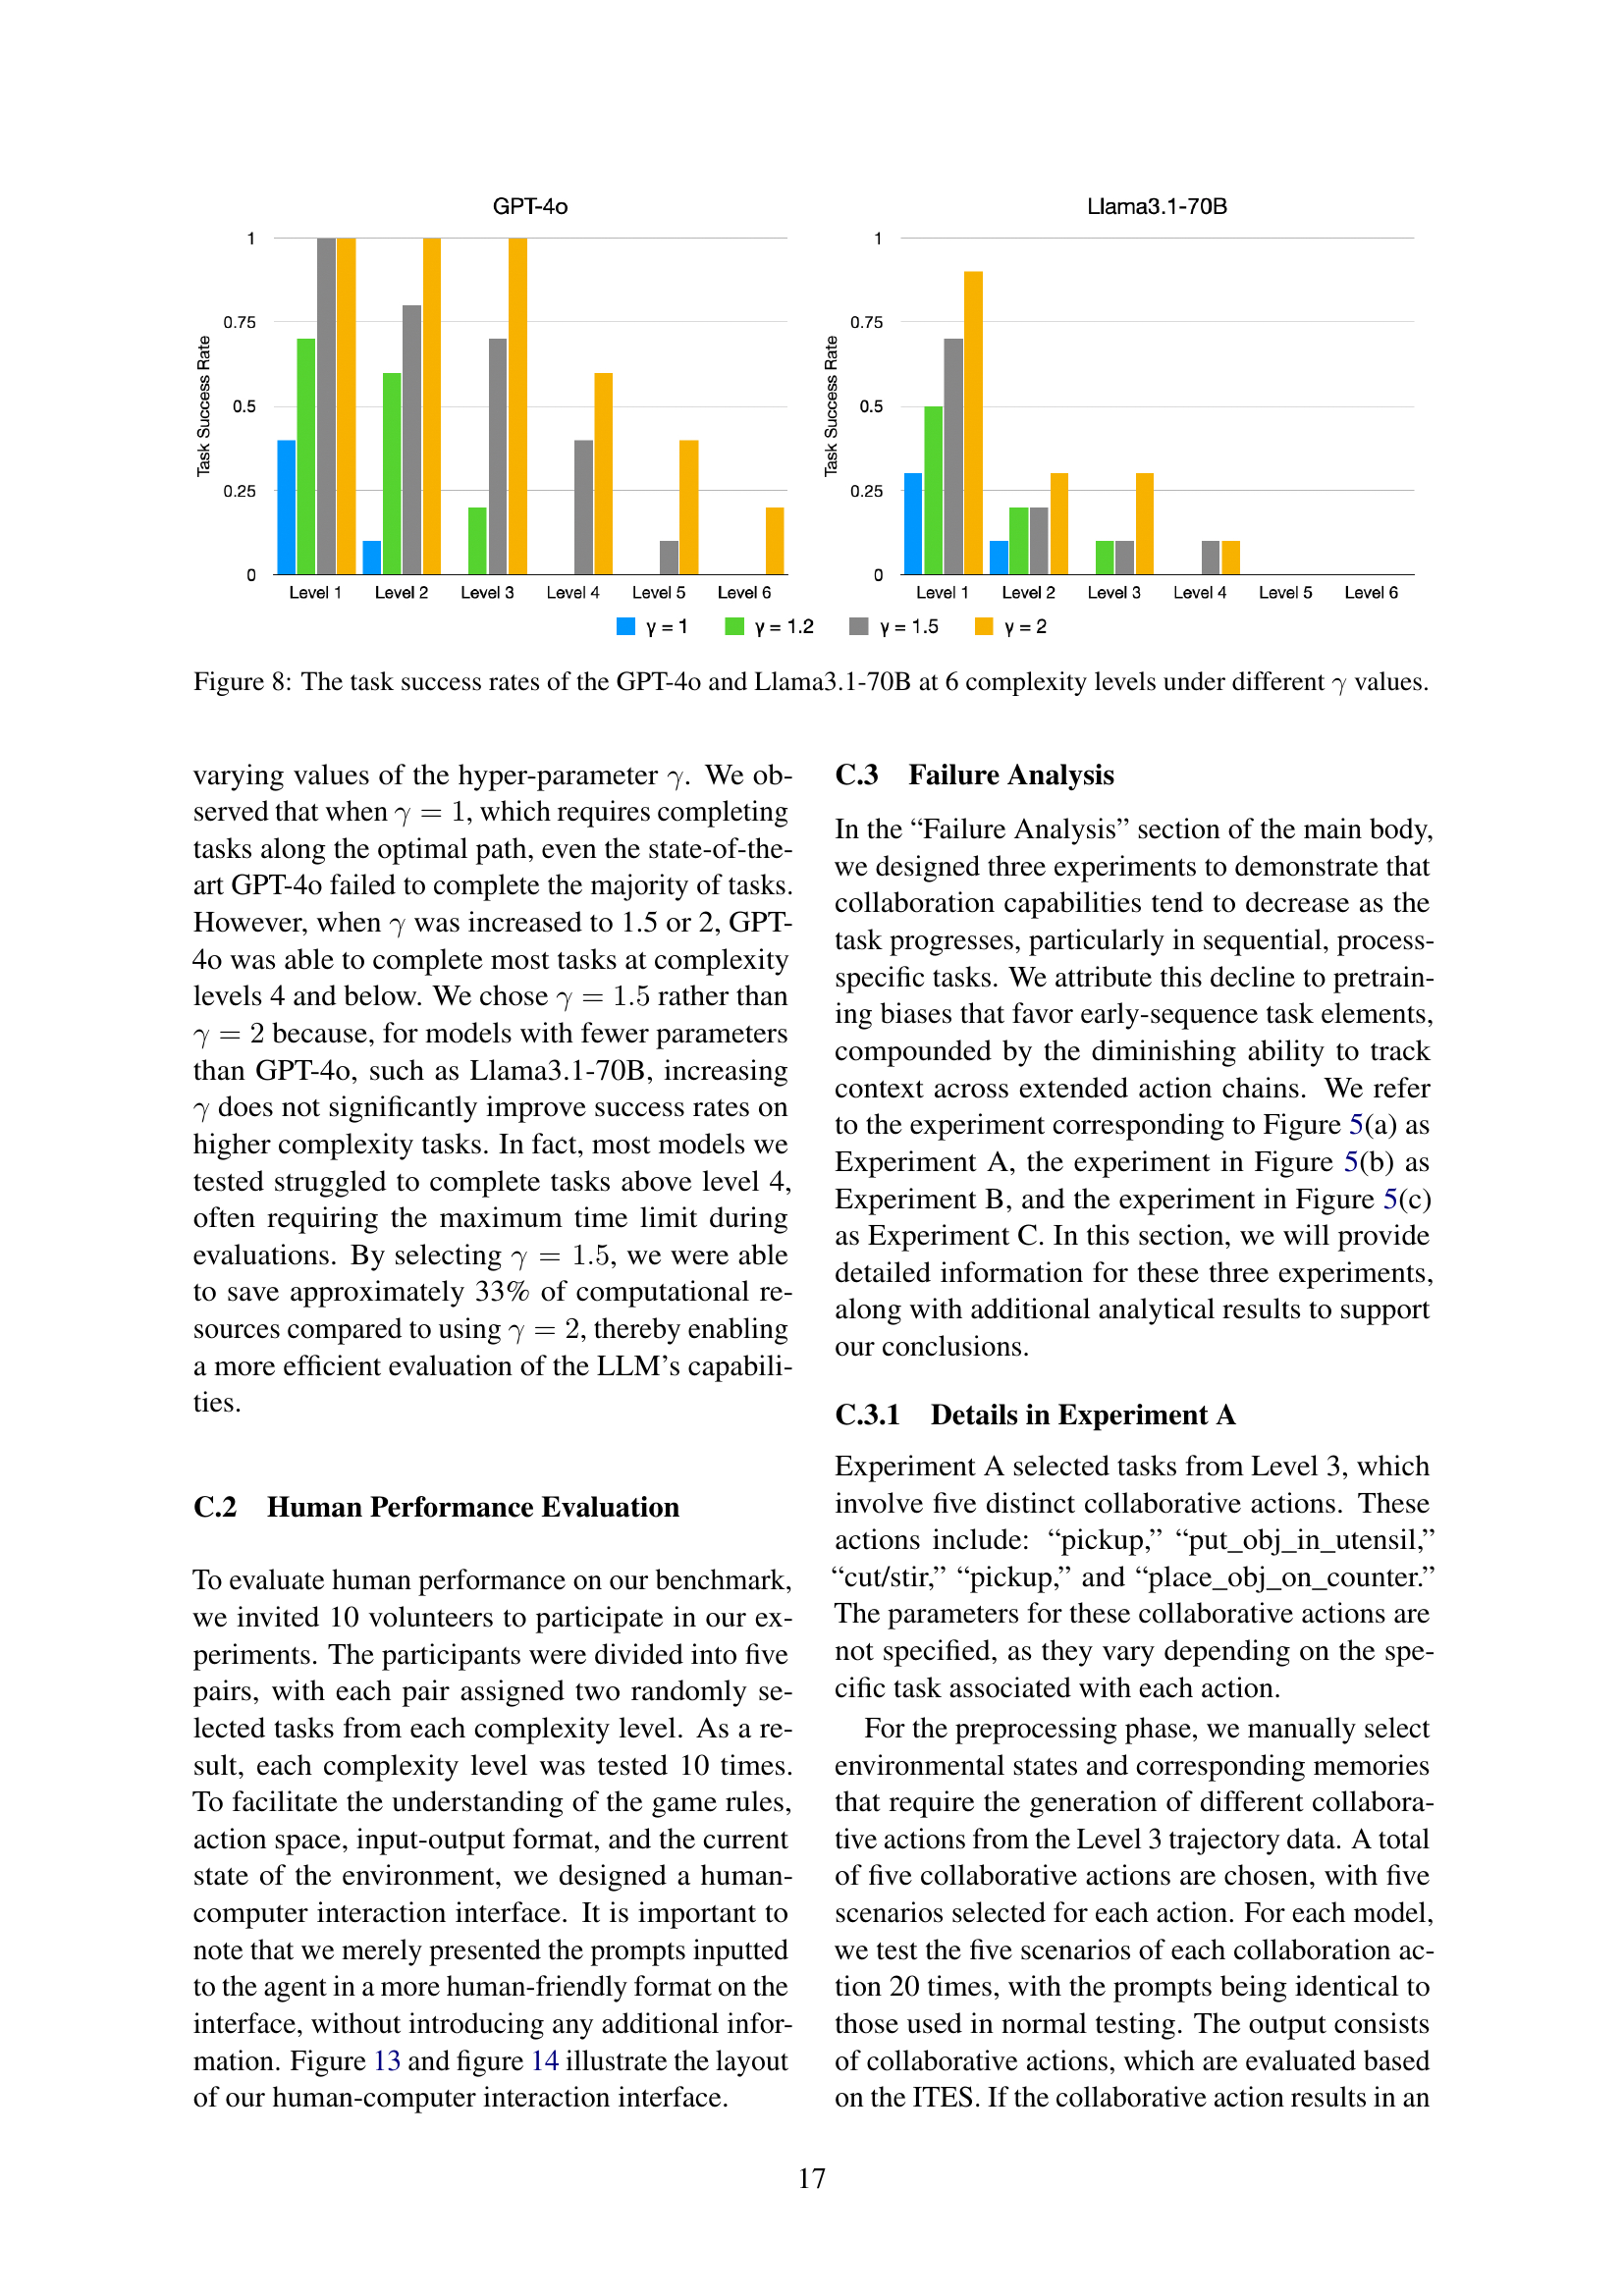 GPT-4o
1
0.75
0.5
0.25
0
Task Success Rate
Level 1 Level 2 Level 3 Level 4 Level 5 Level 6
Llama3.1-70B
1
0.75
0.5
0.25
0
Task Success Rate
Level 1 Level 2 Level 3 Level 4 Level 5 Level 6
γ = 1 γ = 1.2 γ = 1.5 γ = 2
Figure 8: The task success rates of the GPT-4o and Llama3.1-70B at 6 complexity levels under different γ values.
varying values of the hyper-parameter γ. We ob-
served that when γ = 1, which requires completing
tasks along the optimal path, even the state-of-the-
art GPT-4o failed to complete the majority of tasks.
However, when γ was increased to 1.5 or 2, GPT-
4o was able to complete most tasks at complexity
levels 4 and below. We chose γ = 1.5 rather than
γ = 2 because, for models with fewer parameters
than GPT-4o, such as Llama3.1-70B, increasing
γ does not significantly improve success rates on
higher complexity tasks. In fact, most models we
tested struggled to complete tasks above level 4,
often requiring the maximum time limit during
evaluations. By selecting γ = 1.5, we were able
to save approximately 33% of computational re-
sources compared to using γ = 2, thereby enabling
a more efficient evaluation of the LLM's capabili-
ties.
C.2 Human Performance Evaluation
To evaluate human performance on our benchmark,
we invited 10 volunteers to participate in our ex-
periments. The participants were divided into five
pairs, with each pair assigned two randomly se-
lected tasks from each complexity level. As a re-
sult, each complexity level was tested 10 times.
To facilitate the understanding of the game rules,
action space, input-output format, and the current
state of the environment, we designed a human-
computer interaction interface. It is important to
note that we merely presented the prompts inputted
to the agent in a more human-friendly format on the
interface, without introducing any additional infor-
mation. Figure 13 and figure 14 illustrate the layout
of our human-computer interaction interface.
C.3 Failure Analysis
In the “Failure Analysis” section of the main body,
we designed three experiments to demonstrate that
collaboration capabilities tend to decrease as the
task progresses, particularly in sequential, process-
specific tasks. We attribute this decline to pretrain-
ing biases that favor early-sequence task elements,
compounded by the diminishing ability to track
context across extended action chains. We refer
to the experiment corresponding to Figure 5(a) as
Experiment A, the experiment in Figure 5(b) as
Experiment B, and the experiment in Figure 5(c)
as Experiment C. In this section, we will provide
detailed information for these three experiments,
along with additional analytical results to support
our conclusions.
C.3.1 Details in Experiment A
Experiment A selected tasks from Level 3, which
involve five distinct collaborative actions. These
actions include: “pickup,” “put_obj_in_utensil,”
“cut/stir,” “pickup,” and “place_obj_on_counter.”
The parameters for these collaborative actions are
not specified, as they vary depending on the spe-
cific task associated with each action.
For the preprocessing phase, we manually select
environmental states and corresponding memories
that require the generation of different collabora-
tive actions from the Level 3 trajectory data. A total
of five collaborative actions are chosen, with five
scenarios selected for each action. For each model,
we test the five scenarios of each collaboration ac-
tion 20 times, with the prompts being identical to
those used in normal testing. The output consists
of collaborative actions, which are evaluated based
on the ITES. If the collaborative action results in an
17